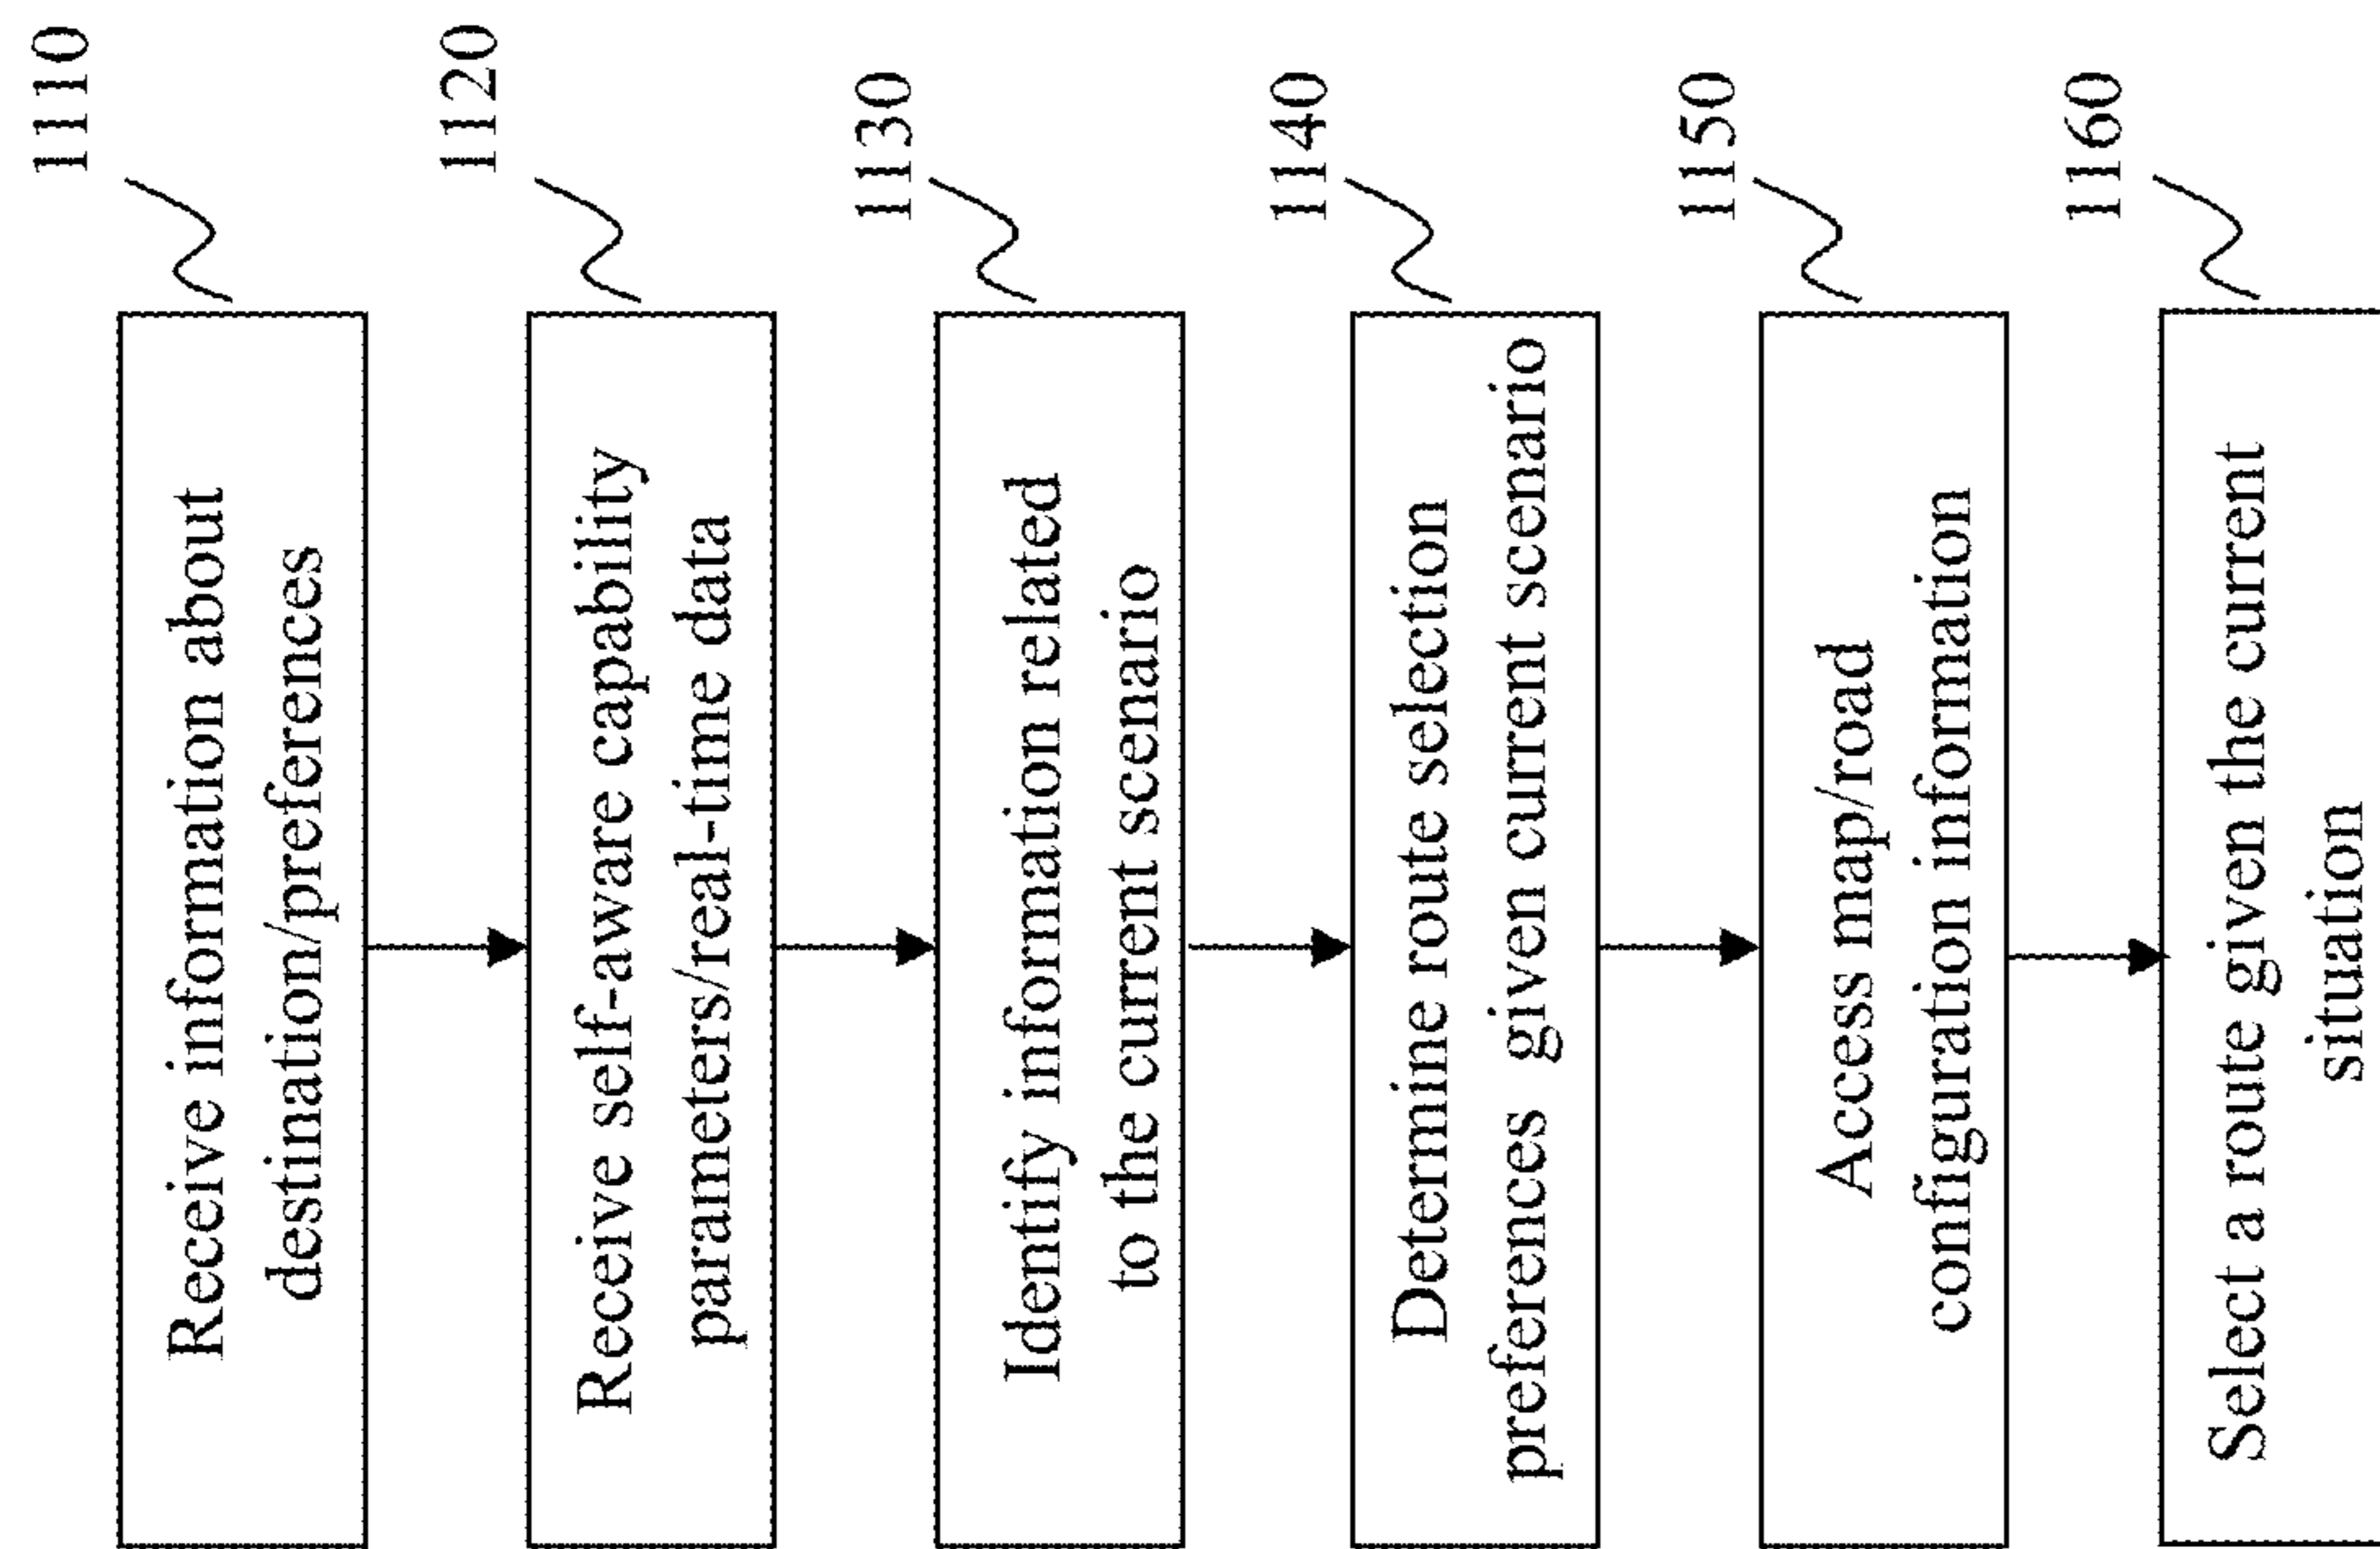 Receive information about
destination/preferences
1110
Receive self-aware capability
parameters/real-time data
1120
Identify information related
to the current scenario
1130
Determine route selection
preferences given current scenario
1140
Access map/road
configuration information
1150
Select a route given the current
situation
1160